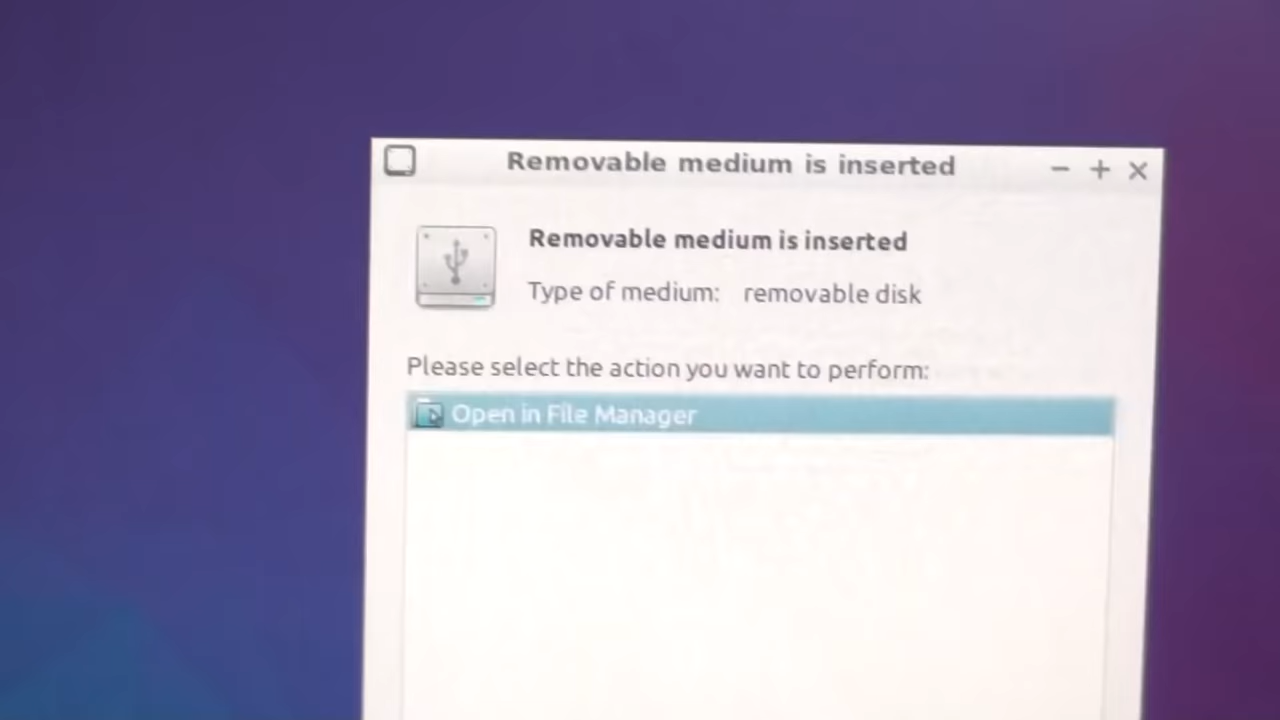 Removable medium is inserted
Removable medium is inserted
Type of medium: removable disk
Please select the action you want to perform:
Open in File Manager